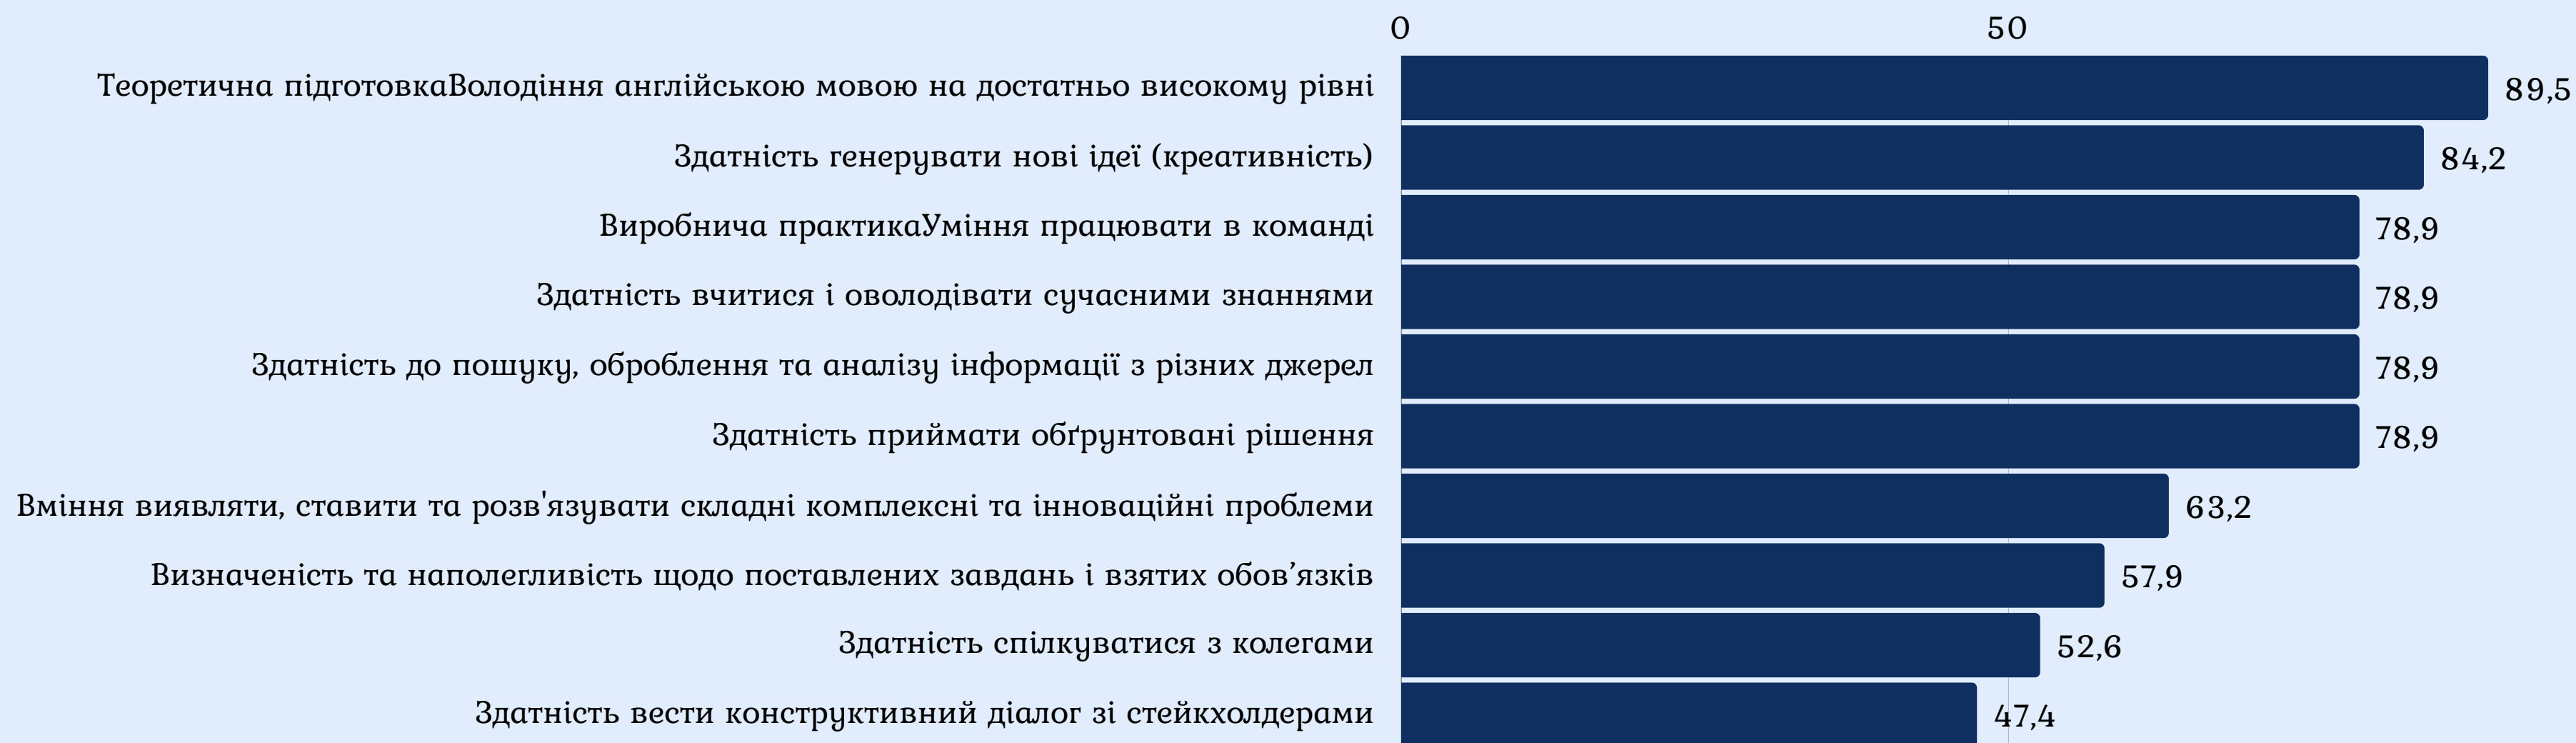 0 50
Теоретична підготовкаВолодіння англійською мовою на достатньо високому рівні 89,5
Здатність генерувати нові ідеї (креативність) 84,2
Виробнича практикаУміння працювати в команді 78,9
Здатність вчитися і оволодівати сучасними знаннями 78,9
Здатність до пошуку, оброблення та аналізу інформації з різних джерел 78,9
Здатність приймати обґрунтовані рішення 78,9
Вміння виявляти, ставити та розв'язувати складні комплексні та інноваційні проблеми 63,2
Визначеність та наполегливість щодо поставлених завдань і взятих обов’язків 57,9
Здатність спілкуватися з колегами 52,6
Здатність вести конструктивний діалог зі стейкхолдерами 47,4